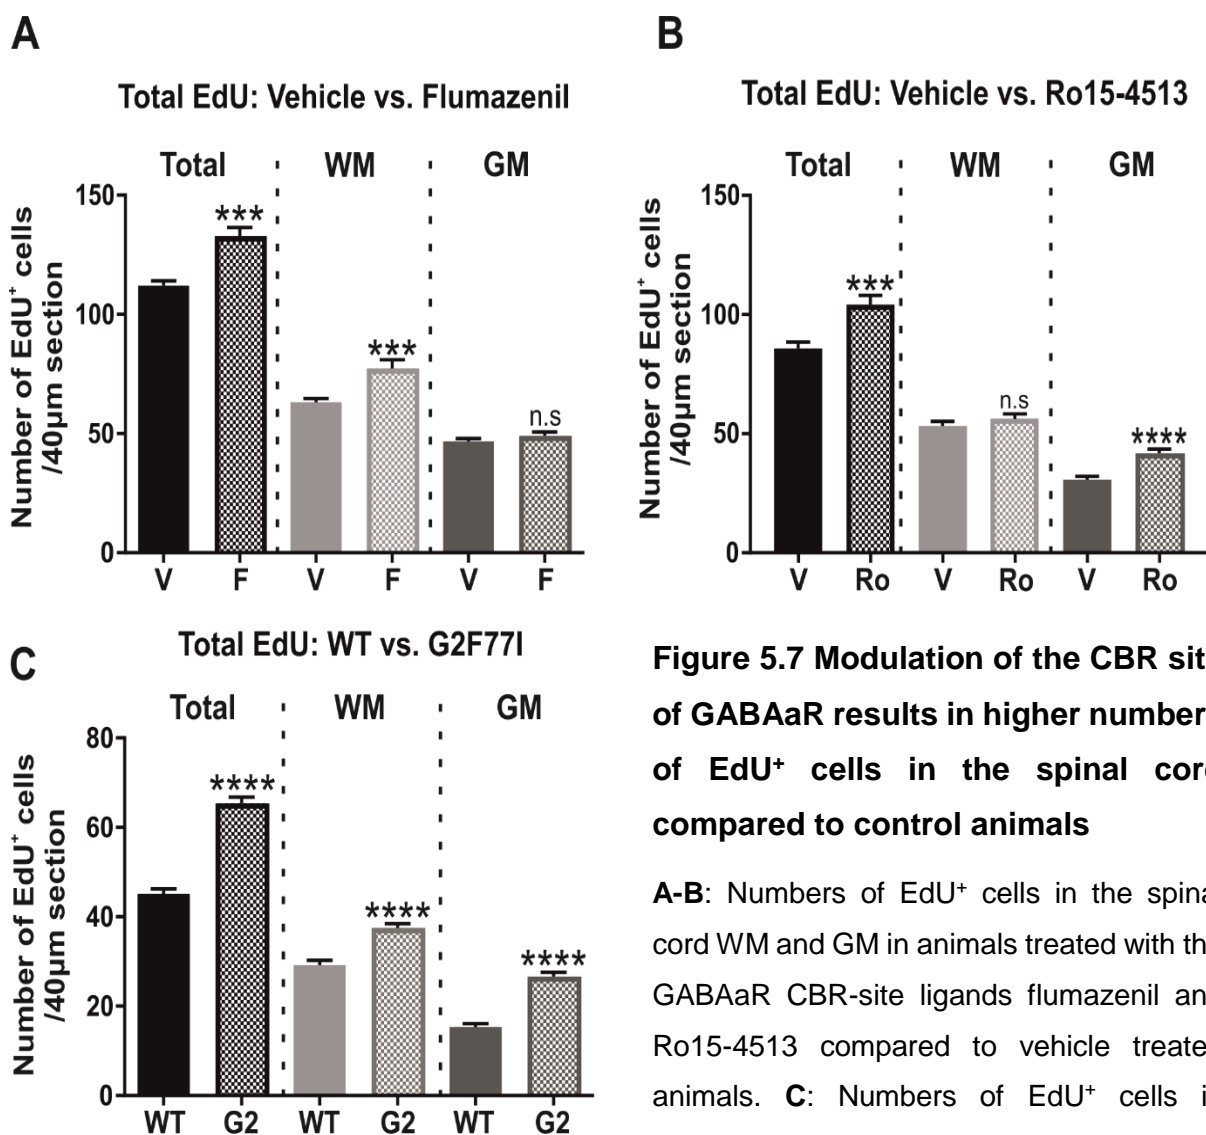 A
Total EdU: Vehicle vs. Flumazenil
Total WM GM
Number of EdU⁺ cells
/40µm section
150
100
50
0
***
***
n.s
V F V F V F
B
Total EdU: Vehicle vs. Ro15-4513
Total WM GM
Number of EdU⁺ cells
/40µm section
150
100
50
0
***
n.s
****
V Ro V Ro V Ro
C
Total EdU: WT vs. G2F77I
Total WM GM
Number of EdU⁺ cells
/40µm section
80
60
40
20
0
****
****
****
WT G2 WT G2 WT G2
Figure 5.7 Modulation of the CBR sit
of GABAaR results in higher number
of EdU⁺ cells in the spinal cor
compared to control animals
A-B: Numbers of EdU⁺ cells in the spina
cord WM and GM in animals treated with th
GABAaR CBR-site ligands flumazenil an
Ro15-4513 compared to vehicle treate
animals. C: Numbers of EdU⁺ cells i